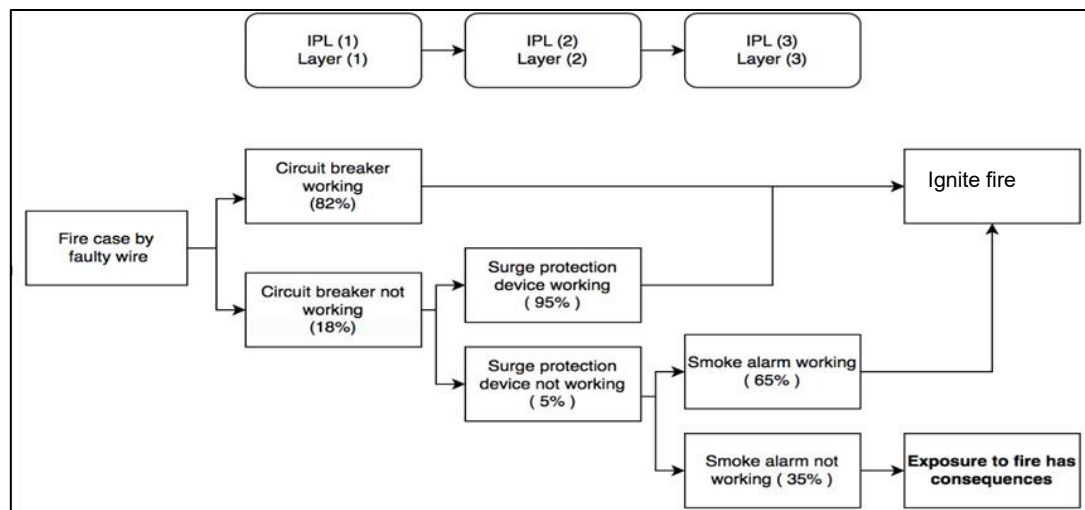 IPL (1)
Layer (1)
IPL (2)
Layer (2)
IPL (3)
Layer (3)
Circuit breaker
working
(82%)
Ignite fire
Fire case by
faulty wire
Circuit breaker not
working
(18%)
Surge protection
device working
( 95% )
Surge protection
device not working
( 5% )
Smoke alarm working
( 65% )
Smoke alarm not
working ( 35% )
Exposure to fire has
consequences